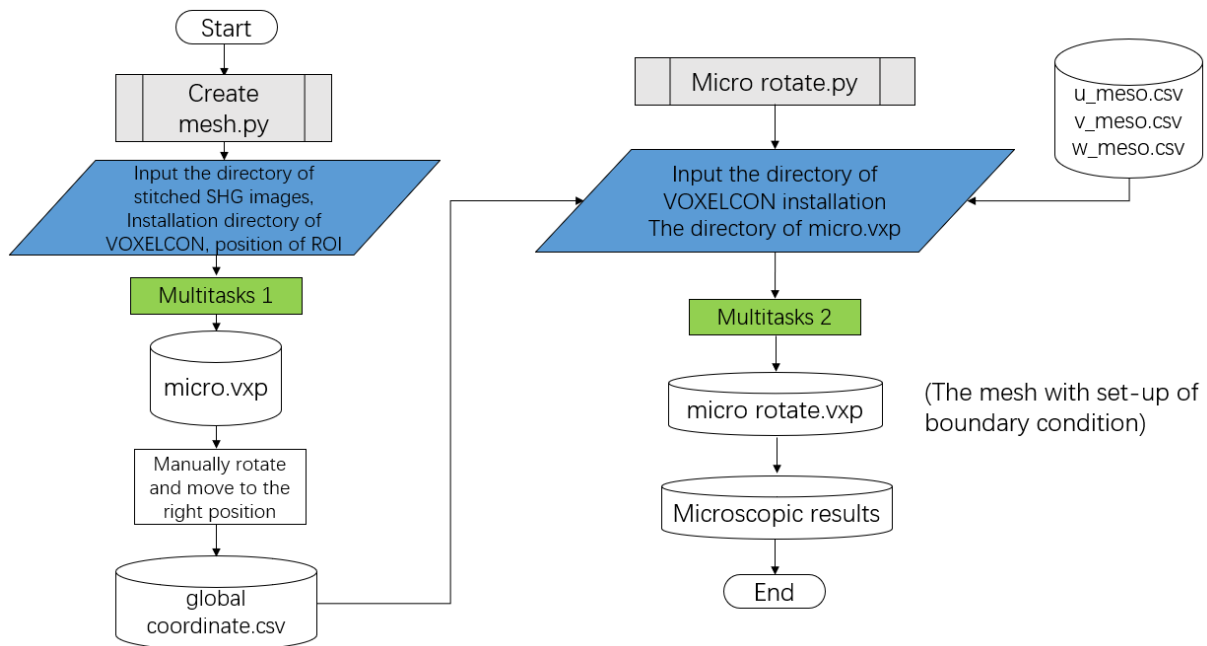 Start
Create
mesh.py
Input the directory of
stitched SHG images,
Installation directory of
VOXELCON, position of ROI
Multitasks 1
micro.vxp
Manually rotate
and move to the
right position
global
coordinate.csv
Micro rotate.py
u_meso.csv
v_meso.csv
w_meso.csv
Input the directory of
VOXELCON installation
The directory of micro.vxp
Multitasks 2
micro rotate.vxp
(The mesh with set-up of
boundary condition)
Microscopic results
End